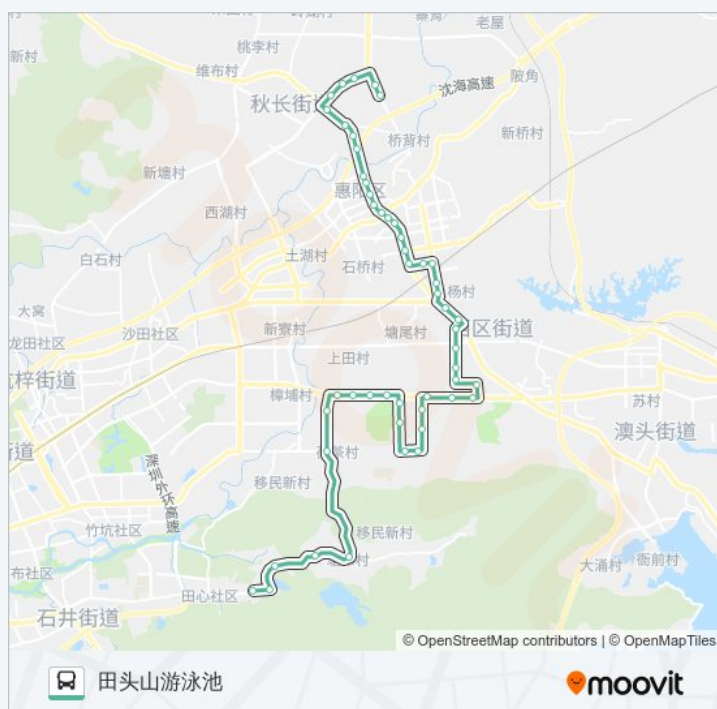 老屋
新村
桃李村
维布村
陂角
沈海高速
秋长街道
桥背村
新桥村
新塘村
惠阳区
西湖村
土湖村
石桥村
白石村
杨村
大窝
新寮村
塘尾村
区街道
龙田社区
沙田社区
上田村
坑梓街道
樟埔村
苏村
澳头街道
街道
茶村
移民新村
深圳外环高速
竹坑社区
移民新村
衙前村
大涌村
布社区
村
田心社区
石井街道
© OpenStreetMap contributors | © OpenMapTiles
田头山游泳池
moovit